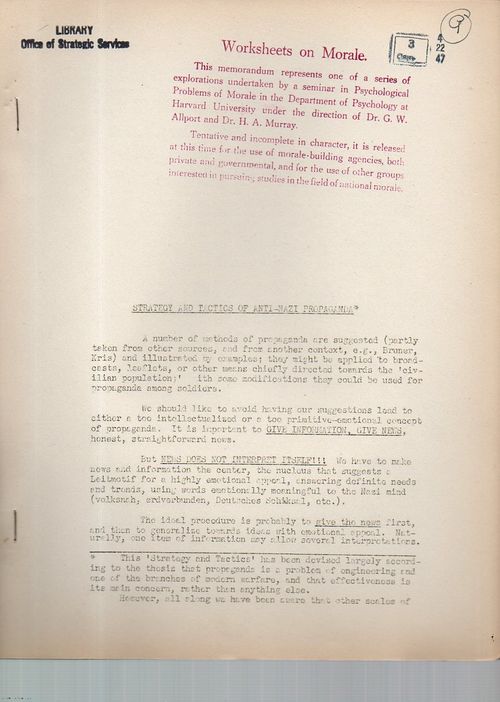 LIBRARY
Office of Strategic Services
3
Copy
4
22
47
9
Worksheets on Morale.
This memorandum represents one of a series of
explorations undertaken by a seminar in Psychological
Problems of Morale in the Department of Psychology at
Harvard University under the direction of Dr. G. W.
Allport and Dr. H. A. Murray.
Tentative and incomplete in character, it is released
at this time for the use of morale-building agencies, both
private and governmental, and for the use of other groups
interested in pursuing studies in the field of national morale.
STRATEGY AND TACTICS OF ANTI-NAZI PROPAGANDA*
A number of methods of propaganda are suggested (partly
taken from other sources, and from another context, e.g., Bruner,
Kris) and illustrated by examples; they might be applied to broad-
casts, leaflets, or other means chiefly directed towards the 'civ-
ilian population;' ith some modifications they could be used for
propaganda among soldiers.
We should like to avoid having our suggestions lead to
either a too intellectualized or a too primitive-emotional concept
of propaganda. It is important to GIVE INFORMATION, GIVE NEWS,
honest, straightforward news.
But NEWS DOES NOT INTERPRET ITSELF!!! We have to make
news and information the center, the nucleus that suggests a
Leitmotif for a highly emotional appeal, answering definite needs
and trends, using words emotionally meaningful to the Nazi mind
(volksnah, erdverbunden, Deutsches Schiksal, etc.).
The ideal procedure is probably to give the news first,
and then to generalize towards ideas with emotional appeal. Nat-
urally, one item of information may allow several interpretations.
* This 'Strategy and Tactics' has been devised largely accord-
ing to the thesis that propaganda is a problem of engineering and
one of the branches of modern warfare, and that effectiveness is
its main concern, rather than anything else.
However, all along we have been aware that other scales of